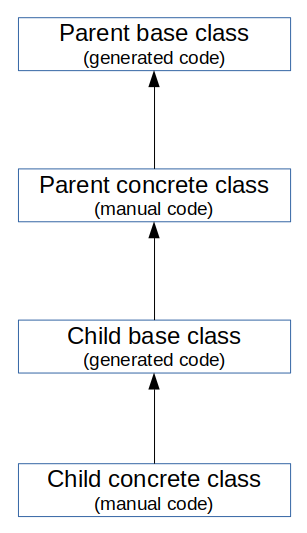 Parent base class
(generated code)
Parent concrete class
(manual code)
Child base class
(generated code)
Child concrete class
(manual code)